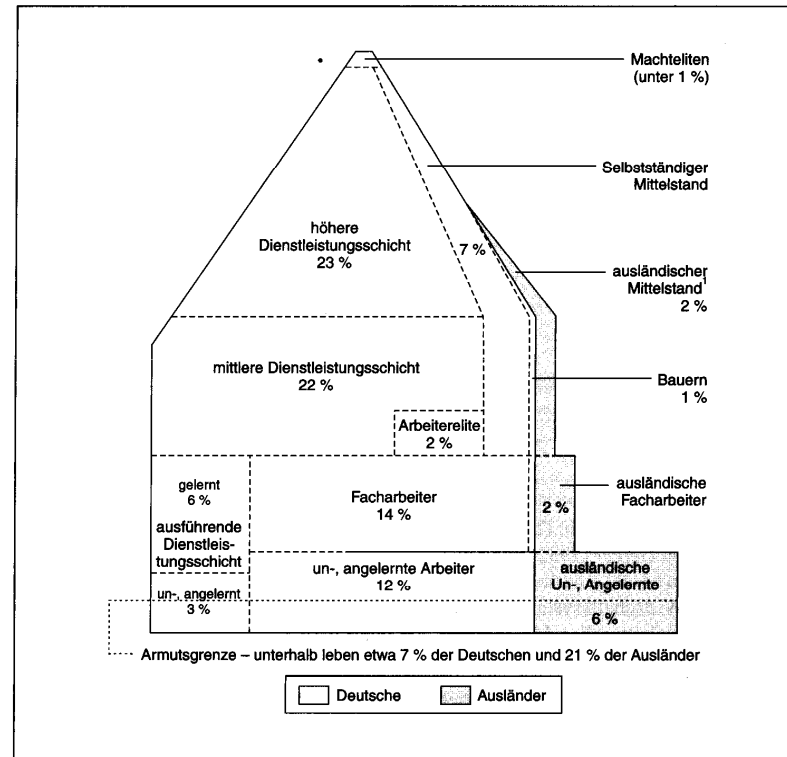 Machteliten
(unter 1 %)
Selbstständiger
Mittelstand
höhere
Dienstleistungsschicht
23 %
7 %
ausländischer
Mittelstand1
2 %
mittlere Dienstleistungsschicht
22 %
Bauern
1 %
Arbeiterelite
2 %
gelernt
6 %
ausführende
Dienstleis-
tungsschicht
un-, angelernt
3 %
Facharbeiter
14 %
2 %
ausländische
Facharbeiter
un-, angelernte Arbeiter
12 %
ausländische
Un-, Angelernte
6 %
Armutsgrenze – unterhalb leben etwa 7 % der Deutschen und 21 % der Ausländer
Deutsche
Ausländer